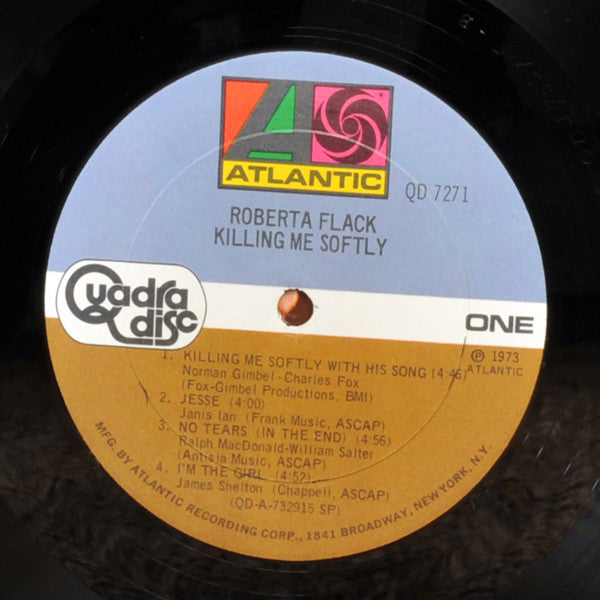 ATLANTIC
QD 7271
ROBERTA FLACK
KILLING ME SOFTLY
Quadra
disc
ONE
℗ 1973
ATLANTIC
1. KILLING ME SOFTLY WITH HIS SONG (4:46)
Norman Gimbel-Charles Fox
(Fox-Gimbel Productions, BMI)
2. JESSE (4:00)
Janis Ian (Frank Music, ASCAP)
3. NO TEARS (IN THE END) (4:56)
Ralph MacDonald-William Salter
(Antisia Music, ASCAP)
4. I'M THE GIRL (4:52)
James Shelton (Chappell, ASCAP)
(QD-A-732915 SP)
MFG. BY ATLANTIC RECORDING CORP., 1841 BROADWAY, NEW YORK, N.Y.